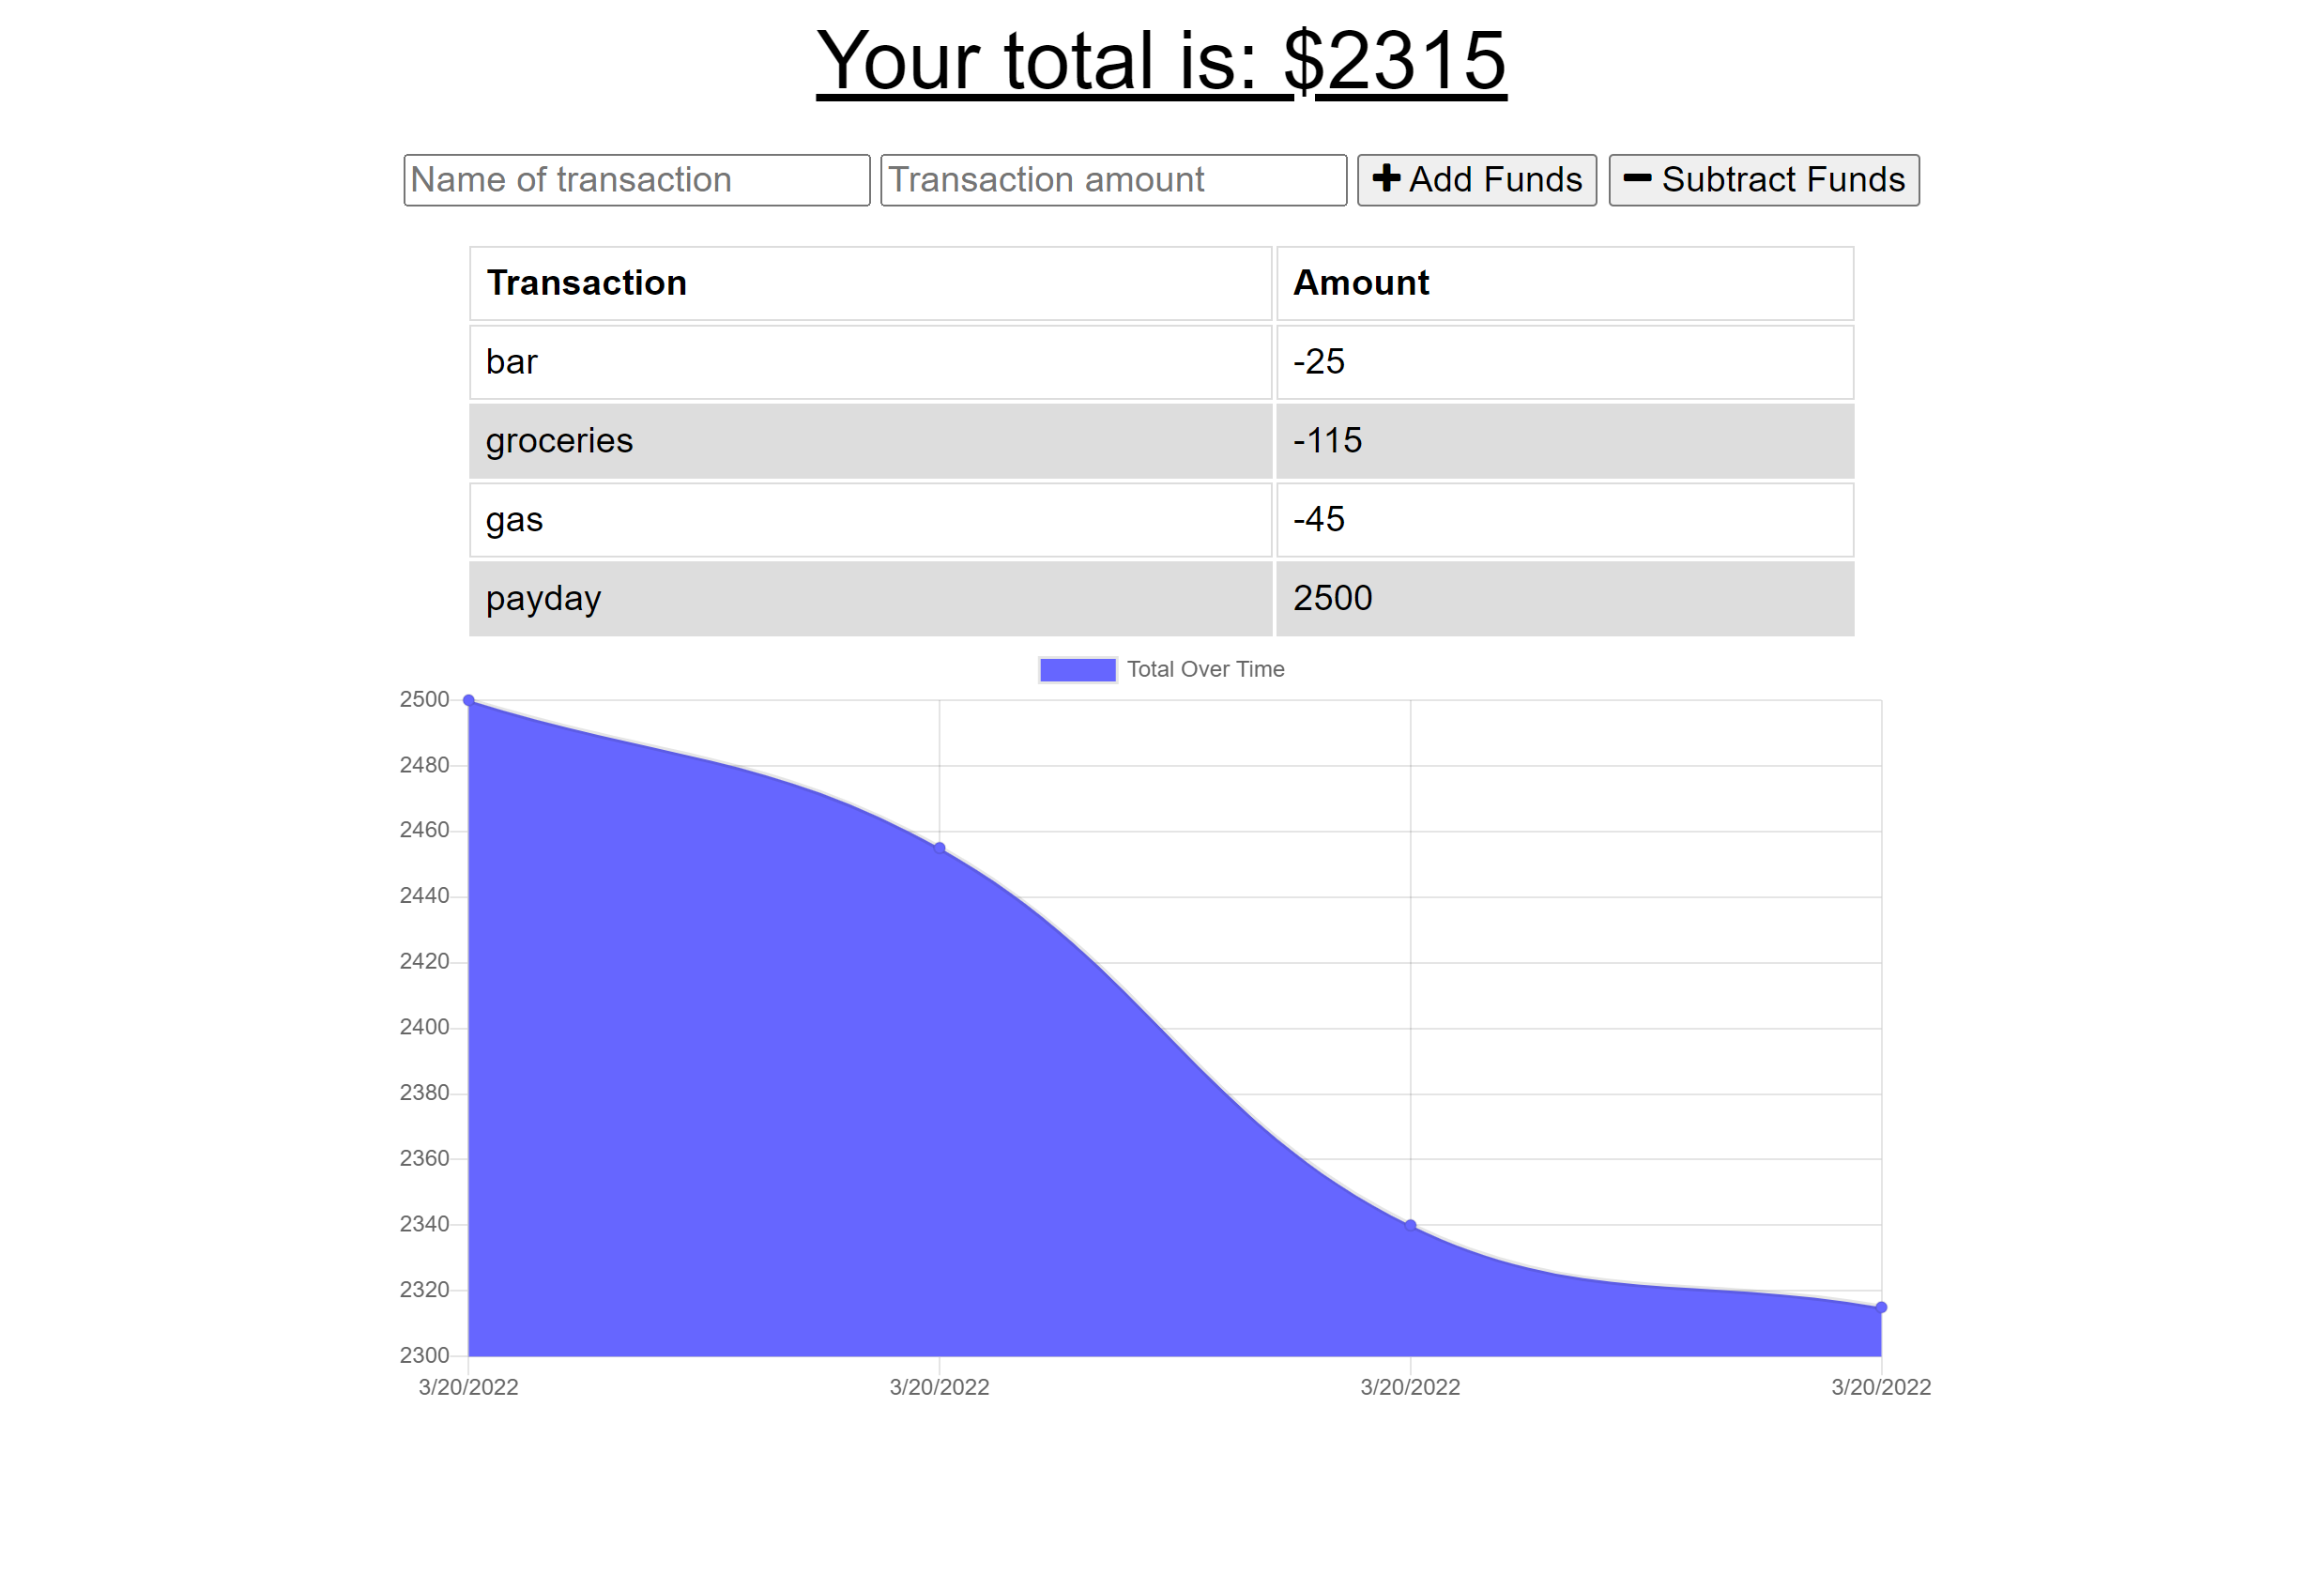 Your total is: $2315
Name of transaction Transaction amount Add Funds Subtract Funds
Transaction Amount
bar -25
groceries -115
gas -45
payday 2500
Total Over Time
2500
2480
2460
2440
2420
2400
2380
2360
2340
2320
2300
3/20/2022 3/20/2022 3/20/2022 3/20/2022